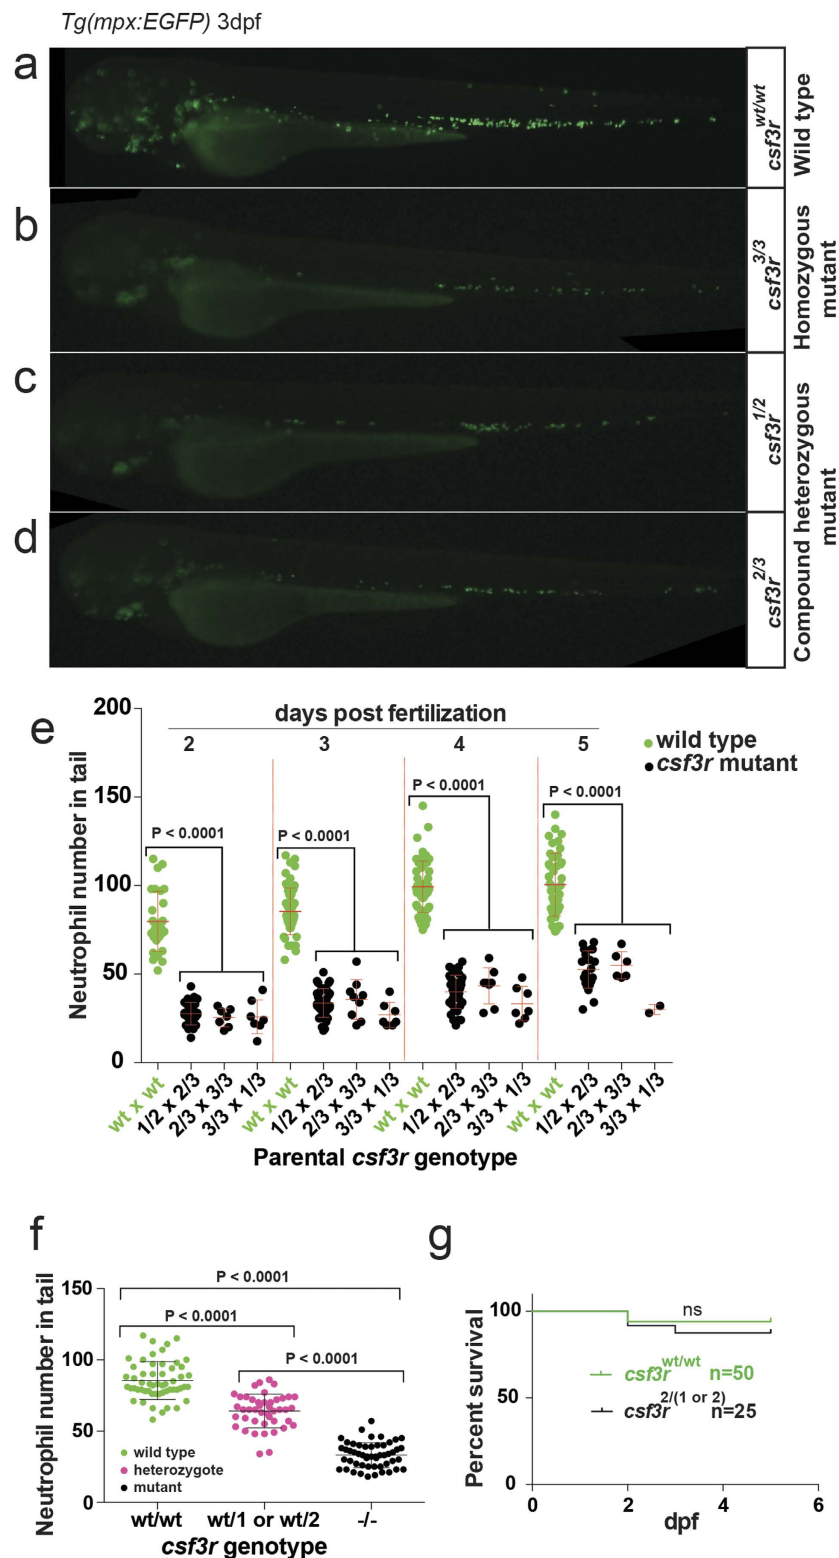 Tg(mpx:EGFP) 3dpf
a
csf3r wt/wt
Wild type
b
csf3r 3/3
Homozygous
mutant
c
csf3r 1/2
d
csf3r 2/3
Compound heterozygous
mutant
e
days post fertilization
2 3 4 5
wild type
csf3r mutant
Neutrophil number in tail
200
150
100
50
0
P < 0.0001
P < 0.0001
P < 0.0001
P < 0.0001
wt x wt
1/2 x 2/3
2/3 x 3/3
3/3 x 1/3
wt x wt
1/2 x 2/3
2/3 x 3/3
3/3 x 1/3
wt x wt
1/2 x 2/3
2/3 x 3/3
3/3 x 1/3
wt x wt
1/2 x 2/3
2/3 x 3/3
3/3 x 1/3
Parental csf3r genotype
f
Neutrophil number in tail
150
100
50
0
P < 0.0001
P < 0.0001
P < 0.0001
wild type
heterozygote
mutant
wt/wt wt/1 or wt/2 -/-
csf3r genotype
g
Percent survival
100
50
0
ns
csf3r wt/wt n=50
csf3r 2/(1 or 2) n=25
0 2 4 6
dpf